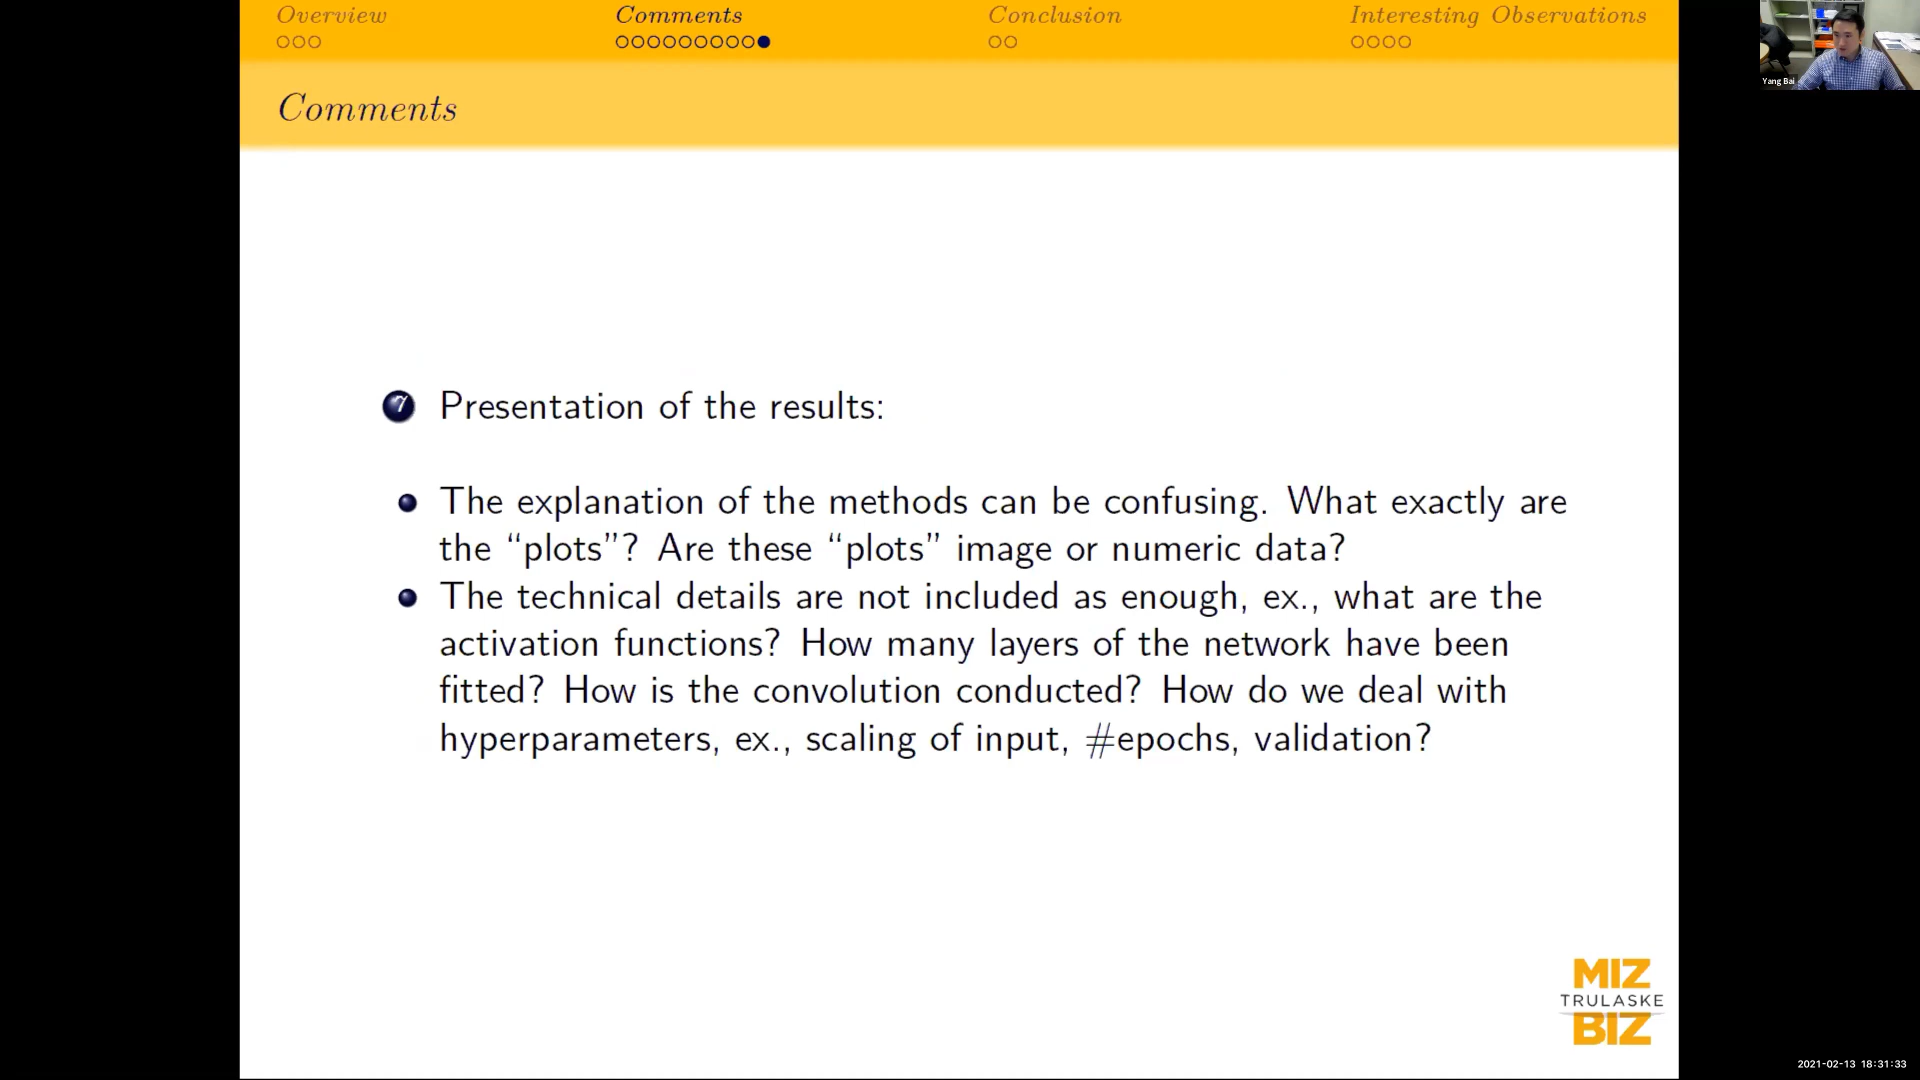 Overview
Comments
Conclusion
Interesting Observations
Yang Bai
Comments
7 Presentation of the results:
The explanation of the methods can be confusing. What exactly are
the “plots”? Are these “plots” image or numeric data?
The technical details are not included as enough, ex., what are the
activation functions? How many layers of the network have been
fitted? How is the convolution conducted? How do we deal with
hyperparameters, ex., scaling of input, #epochs, validation?
MIZ
TRULASKE
BIZ
2021-02-13 18:31:33